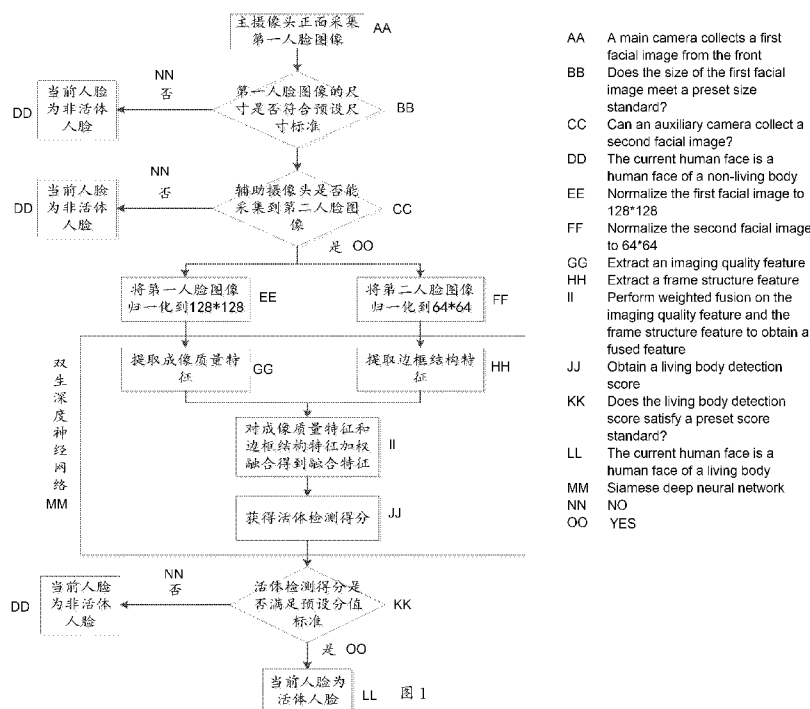 主摄像头正面采集
第一人脸图像
AA
NN
否
当前人脸
为非活体
人脸
DD
第一人脸图像的尺
寸是否符合预设尺
寸标准
BB
NN
否
当前人脸
为非活体
人脸
DD
辅助摄像头是否能
采集到第二人脸图
像
CC
是 OO
将第一人脸图像
归一化到128*128
EE
将第二人脸图像
归一化到64*64
FF
双生深度神经网络
MM
提取成像质量特
征
GG
提取边框结构特
征
HH
对成像质量特征和
边框结构特征加权
融合得到融合特征
II
获得活体检测得分
JJ
NN
否
当前人脸
为非活体
人脸
DD
活体检测得分是
否满足预设分值
标准
KK
是 OO
当前人脸为
活体人脸
LL
图 1
AA A main camera collects a first
facial image from the front
BB Does the size of the first facial
image meet a preset size
standard?
CC Can an auxiliary camera collect a
second facial image?
DD The current human face is a
human face of a non-living body
EE Normalize the first facial image to
128*128
FF Normalize the second facial image
to 64*64
GG Extract an imaging quality feature
HH Extract a frame structure feature
II Perform weighted fusion on the
imaging quality feature and the
frame structure feature to obtain a
fused feature
JJ Obtain a living body detection
score
KK Does the living body detection
score satisfy a preset score
standard?
LL The current human face is a
human face of a living body
MM Siamese deep neural network
NN NO
OO YES